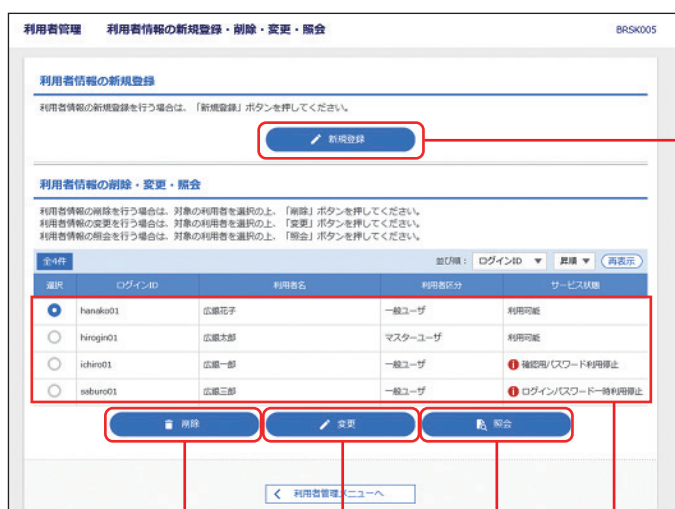 利用者管理 利用者情報の新規登録・削除・変更・照会 BRSK005
利用者情報の新規登録
利用者情報の新規登録を行う場合は、「新規登録」ボタンを押してください。
新規登録
利用者情報の削除・変更・照会
利用者情報の削除を行う場合は、対象の利用者を選択の上、「削除」ボタンを押してください。
利用者情報の変更を行う場合は、対象の利用者を選択の上、「変更」ボタンを押してください。
利用者情報の照会を行う場合は、対象の利用者を選択の上、「照会」ボタンを押してください。
全4件 並び順: ログインID ▼ 昇順 ▼ 再表示
選択 ログインID 利用者名 利用者区分 サービス状態
hanako01 広銀花子 一般ユーザ 利用可能
hirogin01 広銀太郎 マスターユーザ 利用可能
ichiro01 広銀一郎 一般ユーザ 確認用パスワード利用停止
saburo01 広銀三郎 一般ユーザ ログインパスワード一時利用停止
削除 変更 照会
利用者管理メニューへ